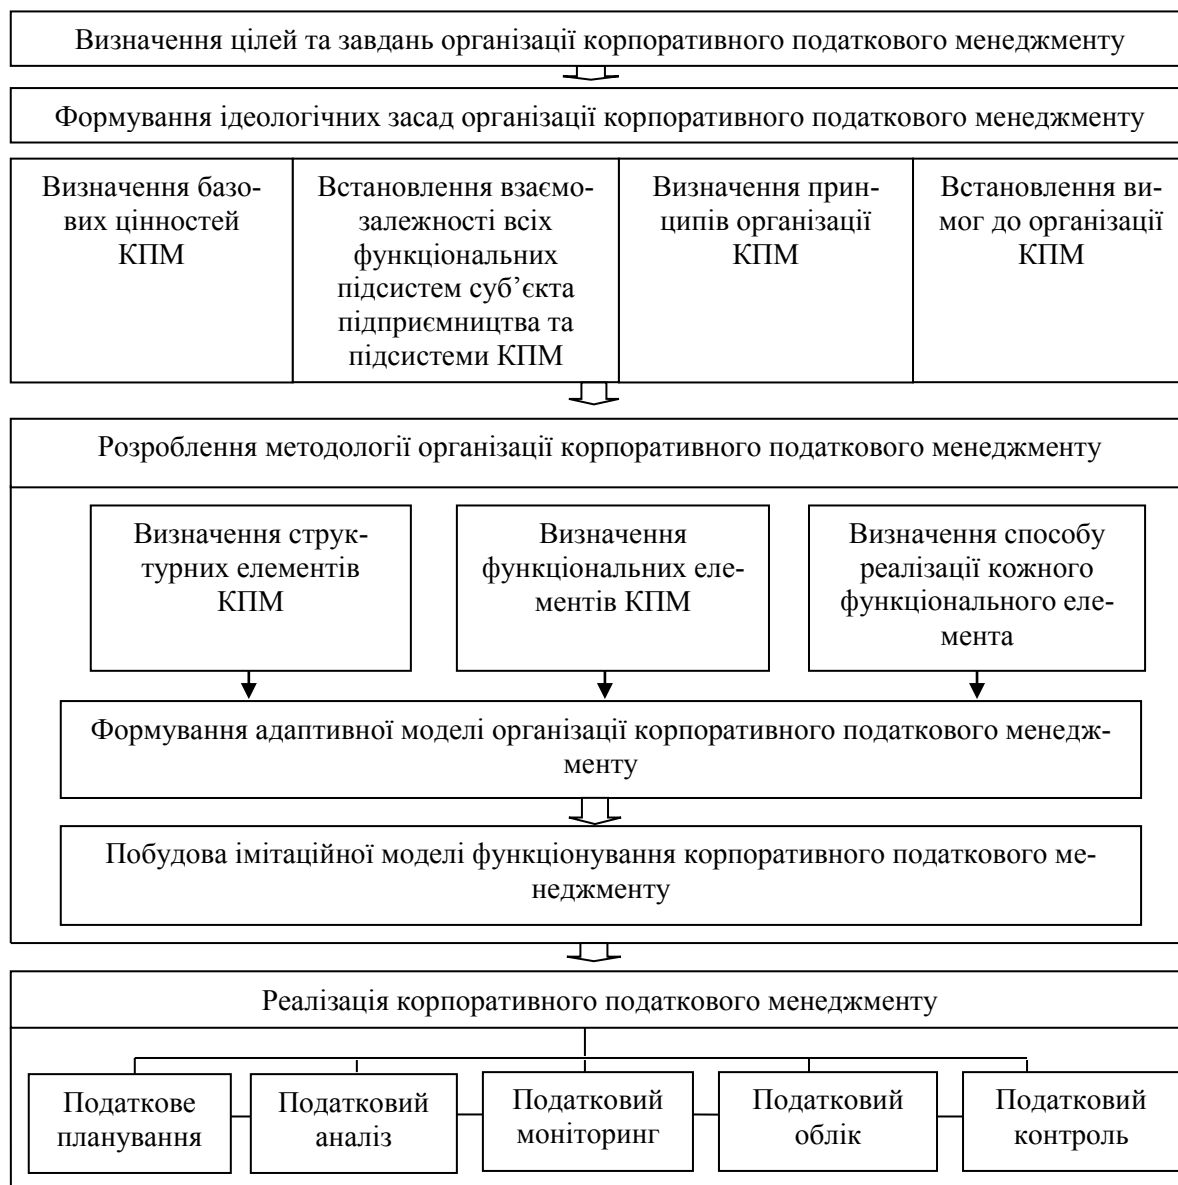 Визначення цілей та завдань організації корпоративного податкового менеджменту
Формування ідеологічних засад організації корпоративного податкового менеджменту
Визначення базо-
вих цінностей
КПМ
Встановлення взаємо-
залежності всіх
функціональних
підсистем суб’єкта
підприємництва та
підсистеми КПМ
Визначення прин-
ципів організації
КПМ
Встановлення ви-
мог до організації
КПМ
Розроблення методології організації корпоративного податкового менеджменту
Визначення струк-
турних елементів
КПМ
Визначення
функціональних еле-
ментів КПМ
Визначення способу
реалізації кожного
функціонального еле-
мента
Формування адаптивної моделі організації корпоративного податкового менедж-
менту
Побудова імітаційної моделі функціонування корпоративного податкового ме-
неджменту
Реалізація корпоративного податкового менеджменту
Податкове
планування
Податковий
аналіз
Податковий
моніторинг
Податковий
облік
Податковий
контроль